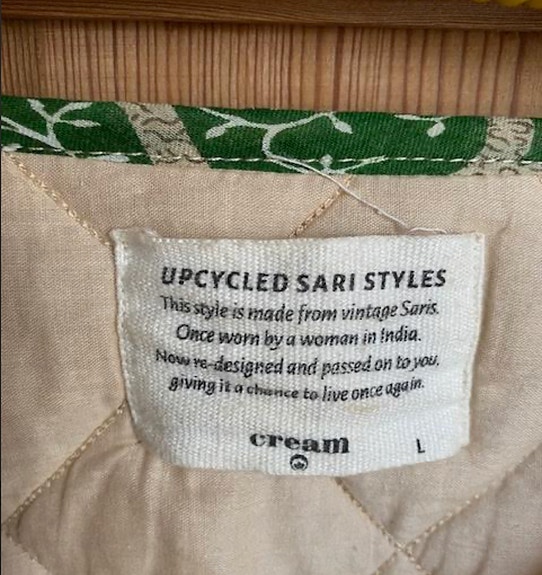 UPCYCLED SARI STYLES
This style is made from vintage Saris.
Once worn by a woman in India.
Now re-designed and passed on to you,
giving it a chance to live once again.
cream L